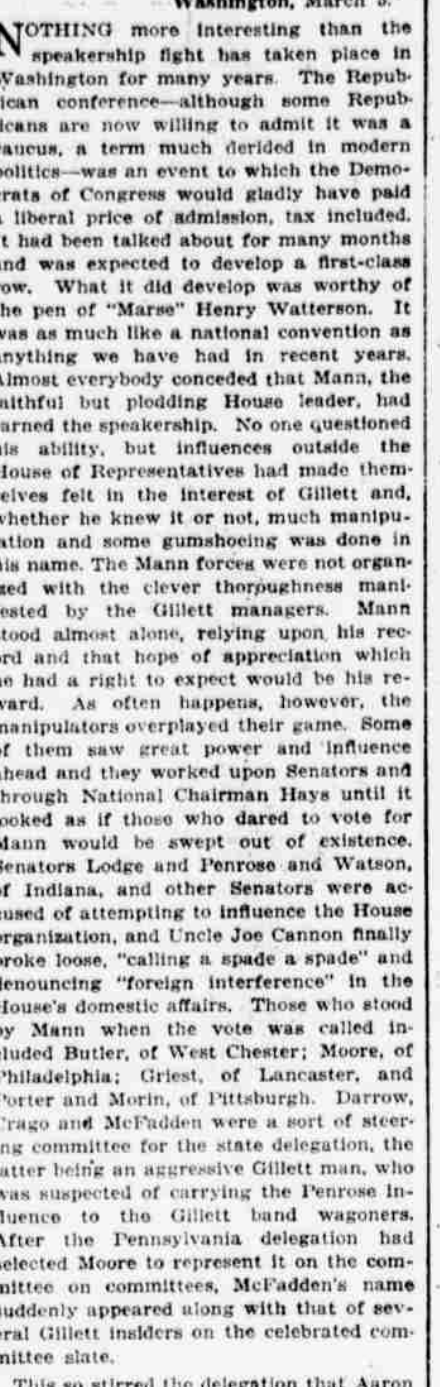 Washington, March 5.
NOTHING more interesting than the
speakership fight has taken place in
Washington for many years. The Repub-
ican conference—although some Repub-
icans are now willing to admit it was a
caucus, a term much derided in modern
politics—was an event to which the Demo-
rats of Congress would gladly have paid
a liberal price of admission, tax included.
It had been talked about for many months
and was expected to develop a first-class
row. What it did develop was worthy of
the pen of "Marse" Henry Watterson. It
was as much like a national convention as
anything we have had in recent years.
Almost everybody conceded that Mann, the
faithful but plodding House leader, had
earned the speakership. No one questioned
his ability, but influences outside the
House of Representatives had made them-
selves felt in the interest of Gillett and,
whether he knew it or not, much manipu-
lation and some gumshoeing was done in
his name. The Mann forces were not organ-
ized with the clever thoroughness mani-
fested by the Gillett managers. Mann
stood almost alone, relying upon his rec-
ord and that hope of appreciation which
he had a right to expect would be his re-
ward. As often happens, however, the
manipulators overplayed their game. Some
of them saw great power and influence
ahead and they worked upon Senators and
through National Chairman Hays until it
looked as if those who dared to vote for
Mann would be swept out of existence.
Senators Lodge and Penrose and Watson,
of Indiana, and other Senators were ac-
cused of attempting to influence the House
organization, and Uncle Joe Cannon finally
broke loose, "calling a spade a spade" and
denouncing "foreign interference" in the
House's domestic affairs. Those who stood
by Mann when the vote was called in-
cluded Butler, of West Chester; Moore, of
Philadelphia; Griest, of Lancaster, and
Porter and Morin, of Pittsburgh. Darrow,
Crago and McFadden were a sort of steer-
ing committee for the state delegation, the
latter being an aggressive Gillett man, who
was suspected of carrying the Penrose in-
fluence to the Gillett band wagoners.
After the Pennsylvania delegation had
selected Moore to represent it on the com-
mittee on committees, McFadden's name
suddenly appeared along with that of sev-
eral Gillett insiders on the celebrated com-
mittee slate.
This so stirred the delegation that Aaron